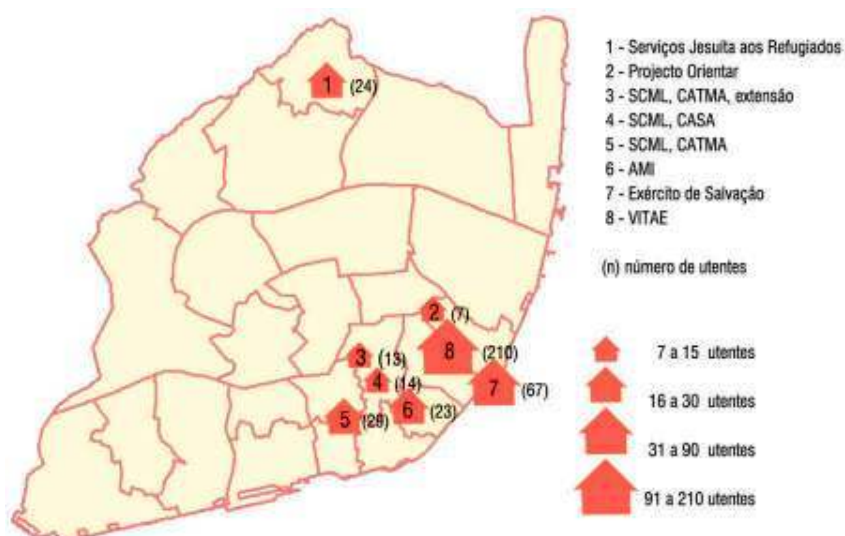 1 - Serviços Jesuíta aos Refugiados
2 - Projecto Orientar
3 - SCML, CATMA, extensão
4 - SCML, CASA
5 - SCML, CATMA
6 - AMI
7 - Exército de Salvação
8 - VITAE
(n) número de utentes
1 (24)
2 (7)
8 (210)
3 (13)
4 (14)
7 (67)
6 (23)
5
7 a 15 utentes
16 a 30 utentes
31 a 90 utentes
91 a 210 utentes